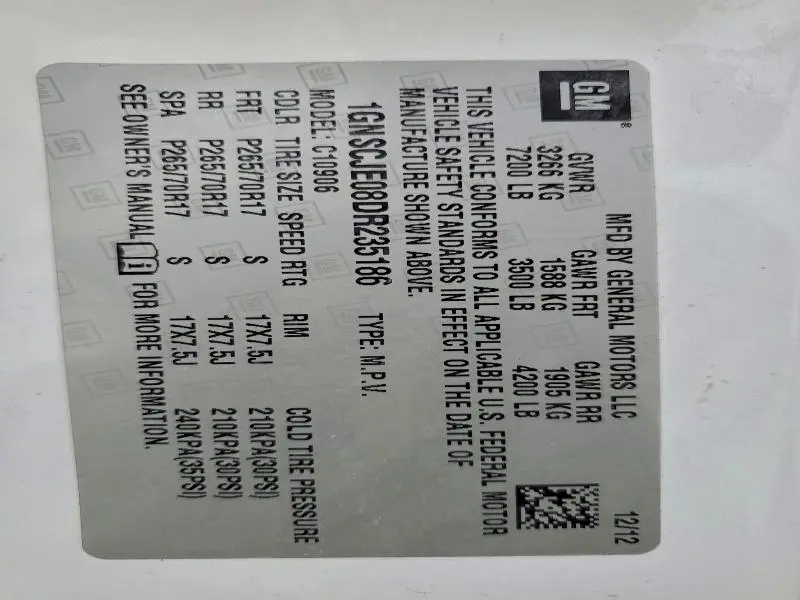 GM®
MFD BY GENERAL MOTORS LLC 12/12
GVWR GAWR FRT GAWR RR
3266 KG 1588 KG 1905 KG
7200 LB 3500 LB 4200 LB
THIS VEHICLE CONFORMS TO ALL APPLICABLE U.S. FEDERAL MOTOR
VEHICLE SAFETY STANDARDS IN EFFECT ON THE DATE OF
MANUFACTURE SHOWN ABOVE.
1GNSCJE08DR235186 TYPE: M.P.V.
MODEL: C10906
COLR TIRE SIZE SPEED RTG RIM COLD TIRE PRESSURE
FRT P265/70R17 S 17X7.5J 210KPA(30PSI)
RR P265/70R17 S 17X7.5J 210KPA(30PSI)
SPA P265/70R17 S 17X7.5J 240KPA(35PSI)
SEE OWNER'S MANUAL FOR MORE INFORMATION.